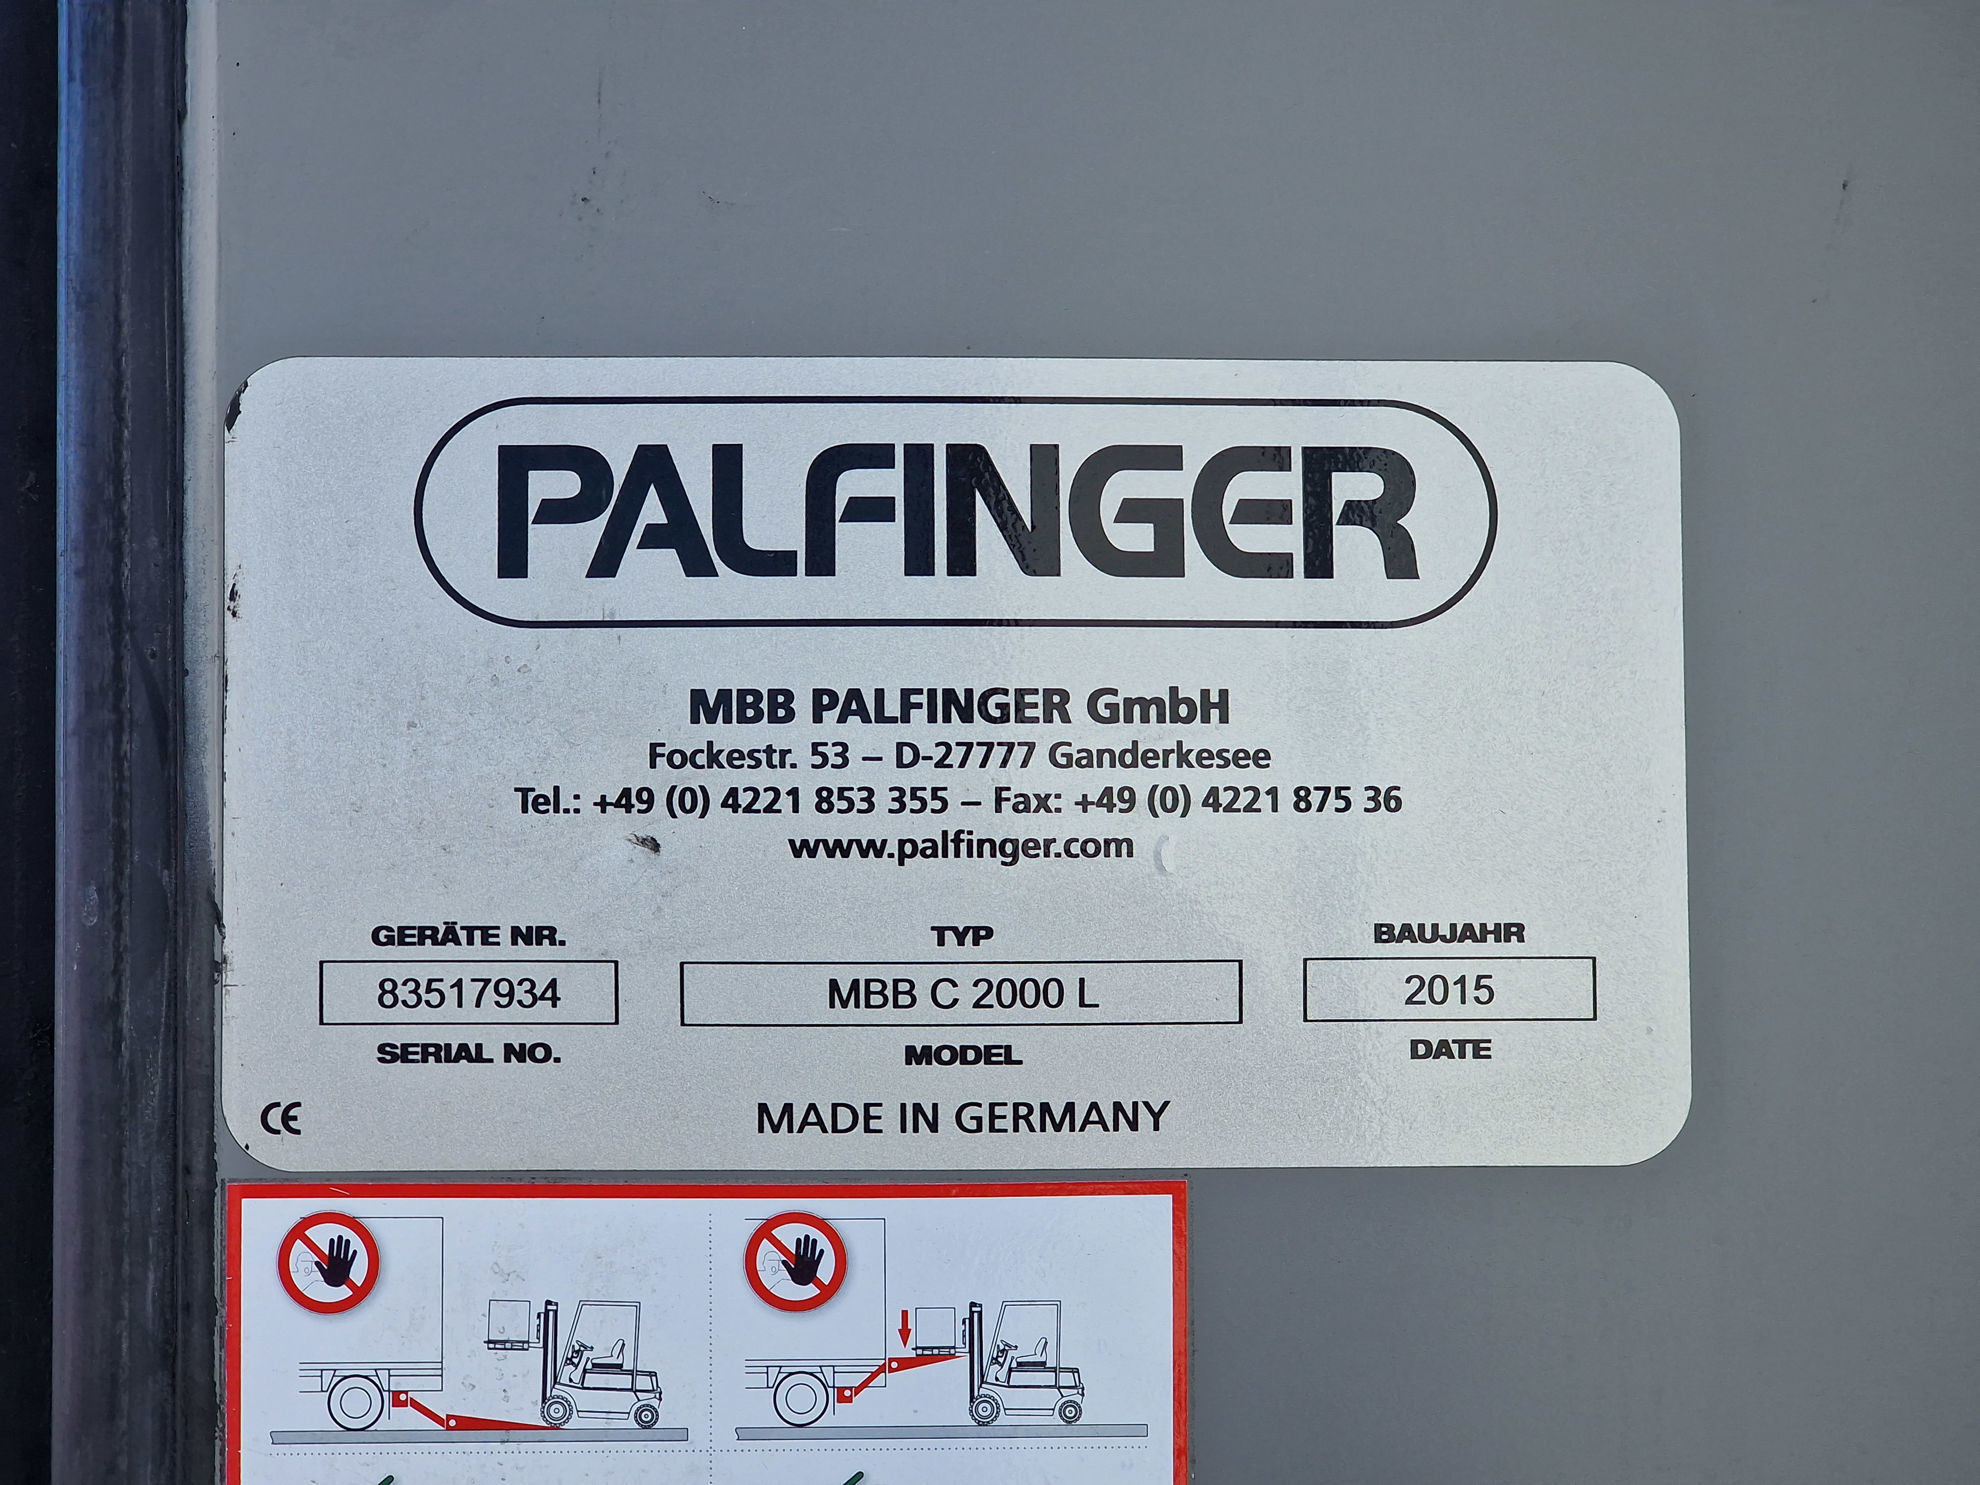 PALFINGER
MBB PALFINGER GmbH
Fockestr. 53 – D-27777 Ganderkesee
Tel.: +49 (0) 4221 853 355 – Fax: +49 (0) 4221 875 36
www.palfinger.com
GERÄTE NR. TYP BAUJAHR
83517934 MBB C 2000 L 2015
SERIAL NO. MODEL DATE
CE MADE IN GERMANY